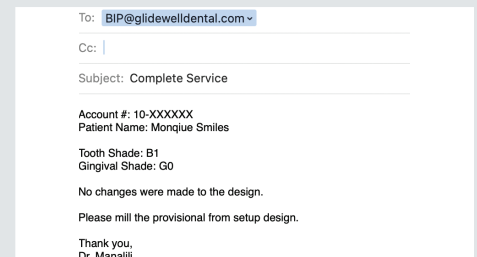 To: BIP@glidewelldental.com
Cc:
Subject: Complete Service
Account #: 10-XXXXXX
Patient Name: Monqiue Smiles
Tooth Shade: B1
Gingival Shade: G0
No changes were made to the design.
Please mill the provisional from setup design.
Thank you,
Dr. Manalili